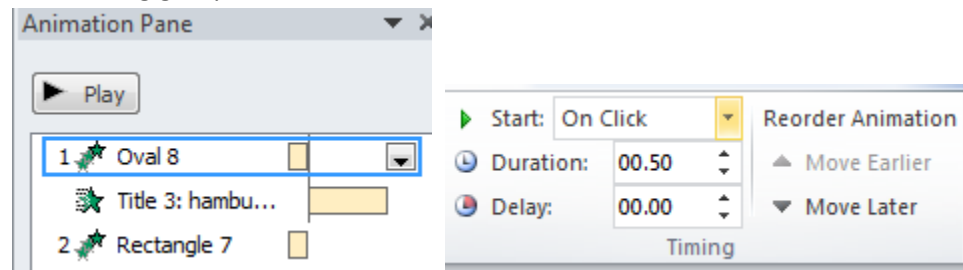 Animation Pane
Play
1 Oval 8
Title 3: hambu...
2 Rectangle 7
Start: On Click
Duration: 00.50
Delay: 00.00
Timing
Reorder Animation
Move Earlier
Move Later